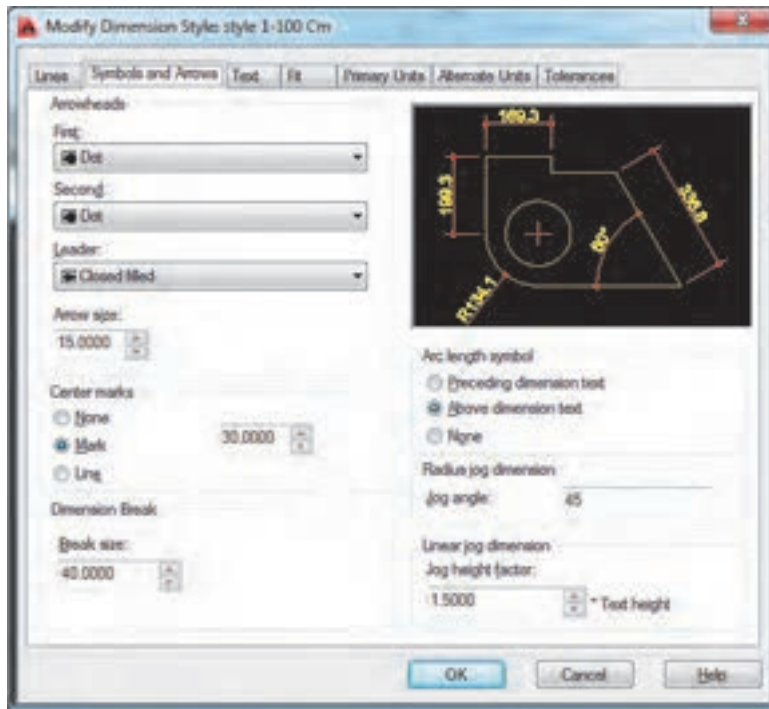 Modify Dimension Style: style 1-100 Cm
Lines Symbols and Arrows Text Fit Primary Units Alternate Units Tolerances
Arrowheads
First:
Dot
Second:
Dot
Leader:
Closed filled
Arrow size:
15.0000
Center marks
None
Mark
Line
30.0000
Dimension Break
Break size:
40.0000
169.3
199.3
60°
R134.1
Arc length symbol
Preceding dimension text
Above dimension text
None
Radius jog dimension
Jog angle: 45
Linear jog dimension
Jog height factor:
1.5000 * Text height
OK Cancel Help